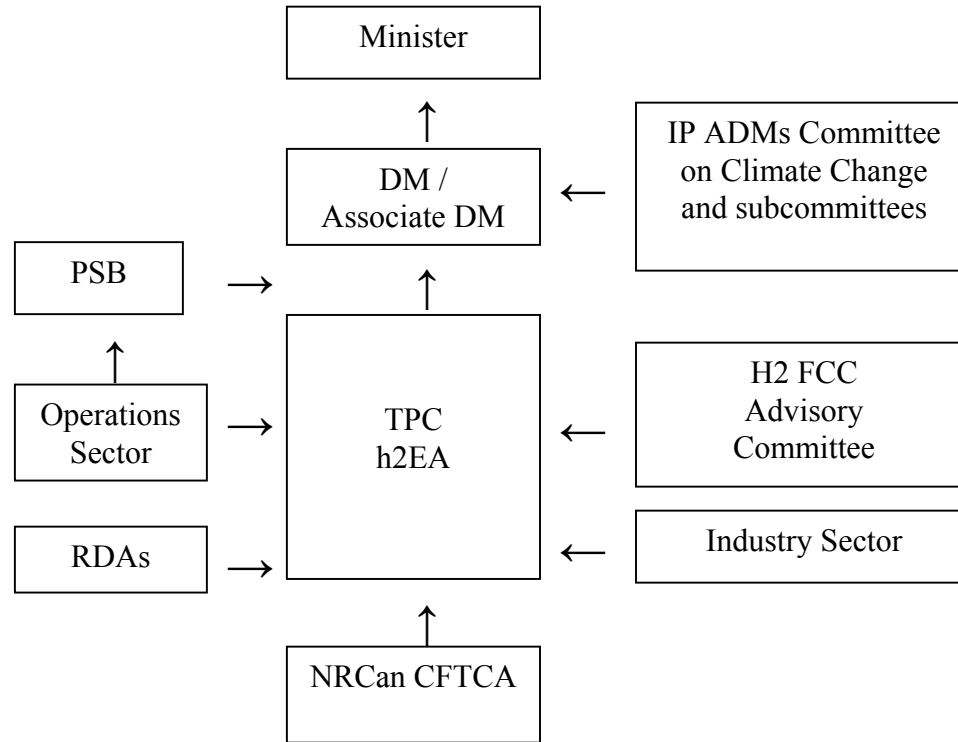 Minister
IP ADMs Committee
on Climate Change
and subcommittees
DM /
Associate DM
PSB
H2 FCC
Advisory
Committee
Operations
Sector
TPC
h2EA
RDAs
Industry Sector
NRCan CFTCA